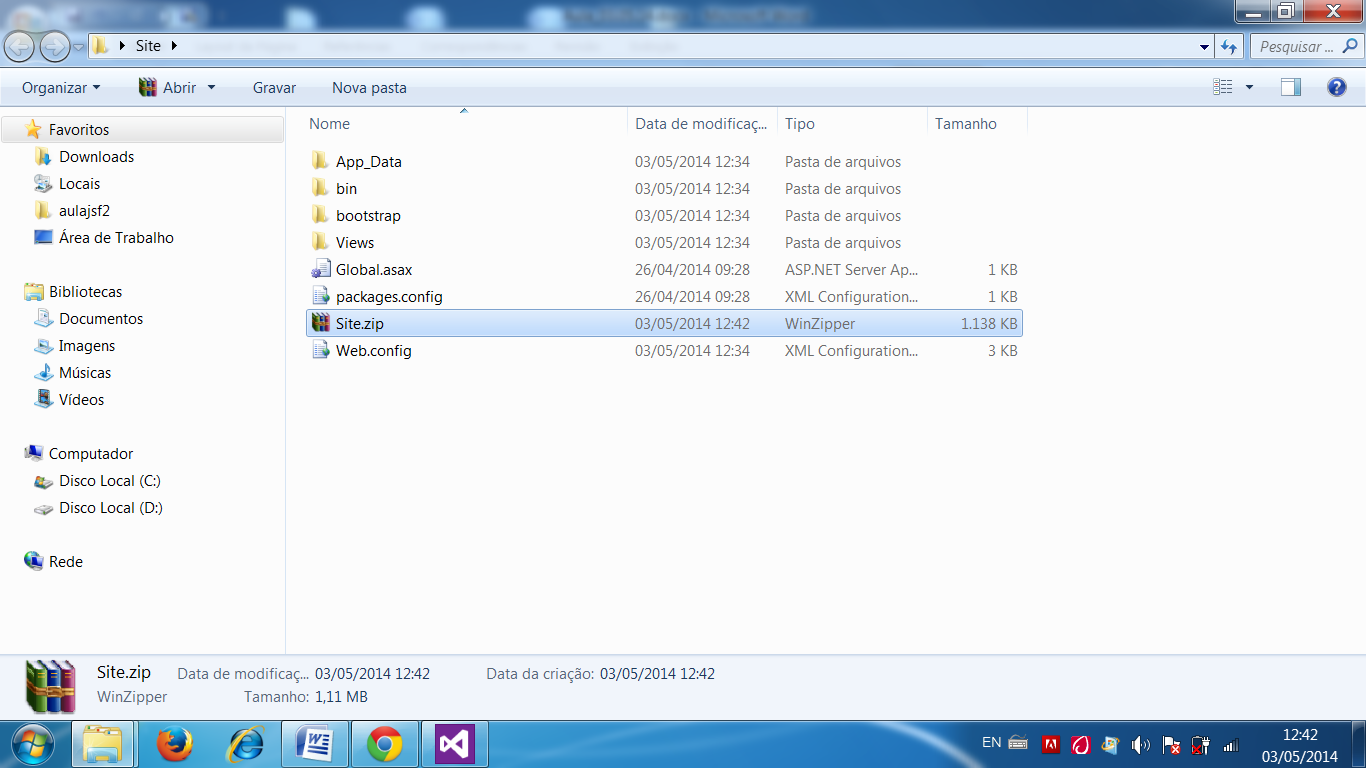 Site
Pesquisar ...
Organizar
Abrir
Gravar
Nova pasta
Favoritos
Downloads
Locais
aulajsf2
Área de Trabalho
Bibliotecas
Documentos
Imagens
Músicas
Vídeos
Computador
Disco Local (C:)
Disco Local (D:)
Rede
Nome Data de modificaç... Tipo Tamanho
App_Data 03/05/2014 12:34 Pasta de arquivos
bin 03/05/2014 12:34 Pasta de arquivos
bootstrap 03/05/2014 12:34 Pasta de arquivos
Views 03/05/2014 12:34 Pasta de arquivos
Global.asax 26/04/2014 09:28 ASP.NET Server Ap... 1 KB
packages.config 26/04/2014 09:28 XML Configuration... 1 KB
Site.zip 03/05/2014 12:42 WinZipper 1.138 KB
Web.config 03/05/2014 12:34 XML Configuration... 3 KB
Site.zip Data de modificaç... 03/05/2014 12:42 Data da criação: 03/05/2014 12:42
WinZipper Tamanho: 1,11 MB
EN
12:42
03/05/2014